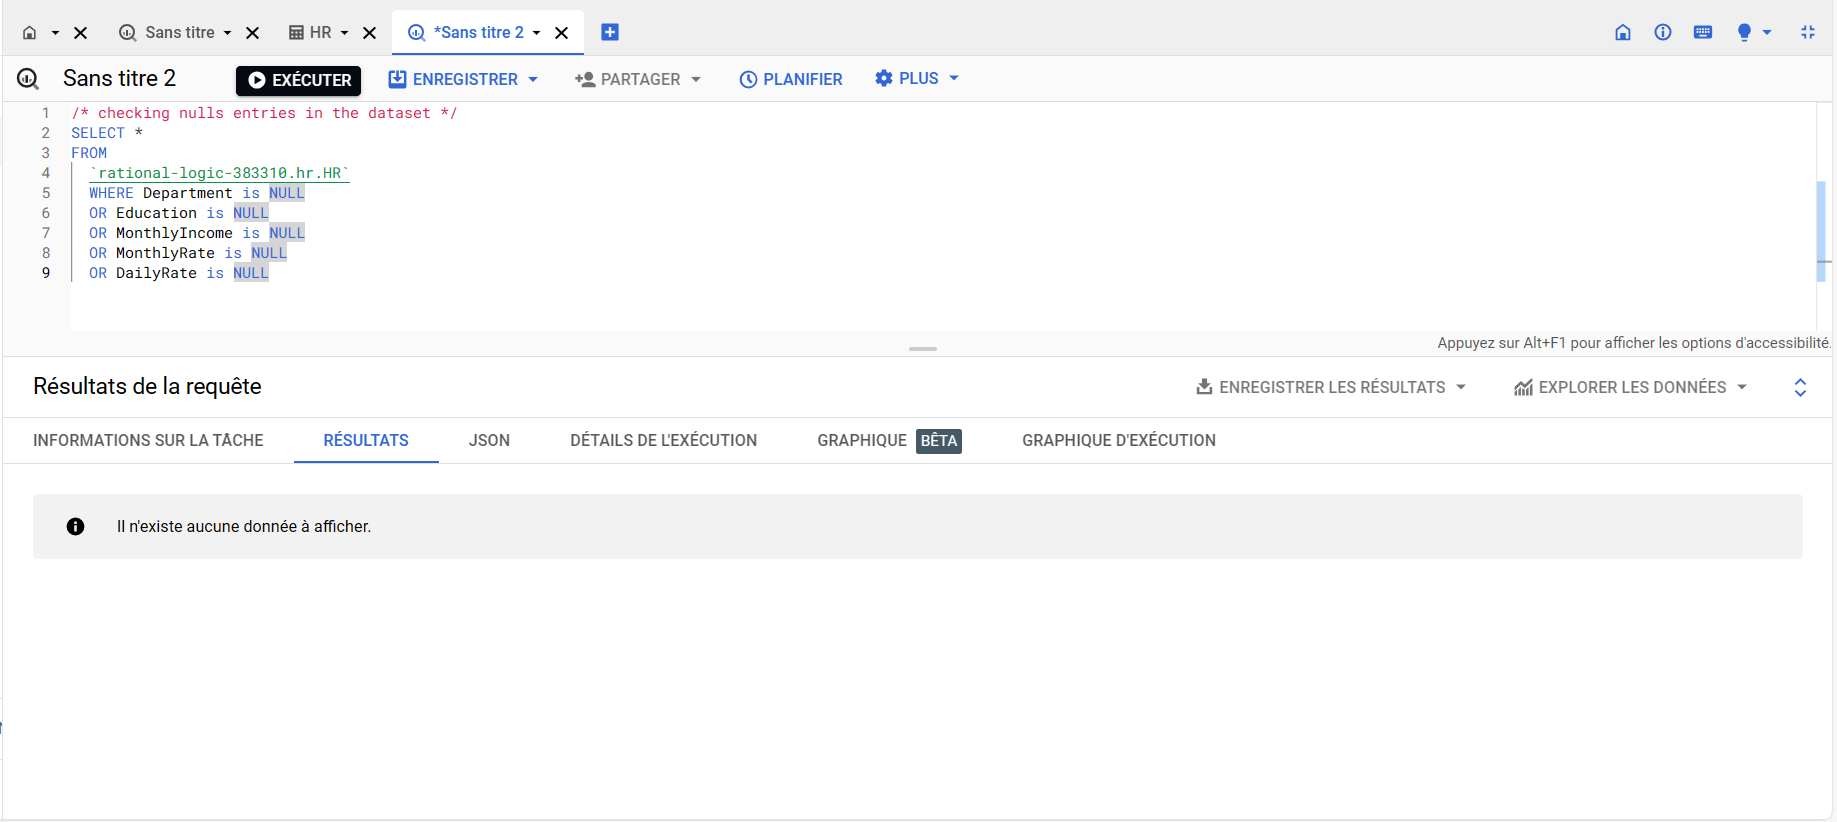 Sans titre
HR
*Sans titre 2
Sans titre 2
EXÉCUTER
ENREGISTRER
PARTAGER
PLANIFIER
PLUS
1 /* checking nulls entries in the dataset */
2 SELECT *
3 FROM
4 `rational-logic-383310.hr.HR`
5 WHERE Department is NULL
6 OR Education is NULL
7 OR MonthlyIncome is NULL
8 OR MonthlyRate is NULL
9 OR DailyRate is NULL
Appuyez sur Alt+F1 pour afficher les options d'accessibilité.
Résultats de la requête
ENREGISTRER LES RÉSULTATS
EXPLORER LES DONNÉES
INFORMATIONS SUR LA TÂCHE
RÉSULTATS
JSON
DÉTAILS DE L'EXÉCUTION
GRAPHIQUE BÊTA
GRAPHIQUE D'EXÉCUTION
Il n'existe aucune donnée à afficher.